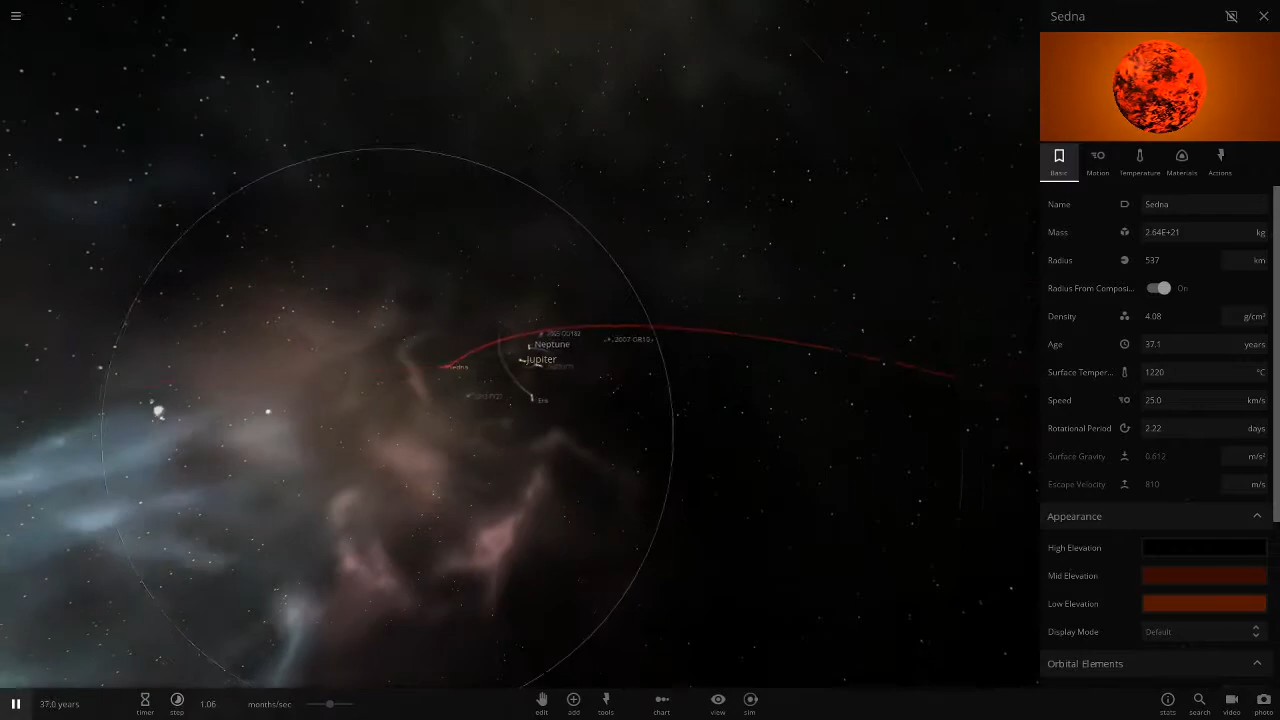 Sedna
Basic
Motion
Temperature
Materials
Actions
Name
Sedna
Mass
2.64E+21
kg
Radius
537
km
Radius From Composi...
On
Density
4.08
g/cm³
Age
37.1
years
Surface Temper...
1220
°C
Speed
25.0
km/s
Rotational Period
2.22
days
Surface Gravity
0.612
m/s²
Escape Velocity
810
m/s
Appearance
High Elevation
Mid Elevation
Low Elevation
Display Mode
Default
Orbital Elements
Neptune
2007 OR10
Jupiter
Sedna
Eris
37.0 years
timer
step
1.06
months/sec
edit
add
tools
chart
view
sim
stats
search
video
photo